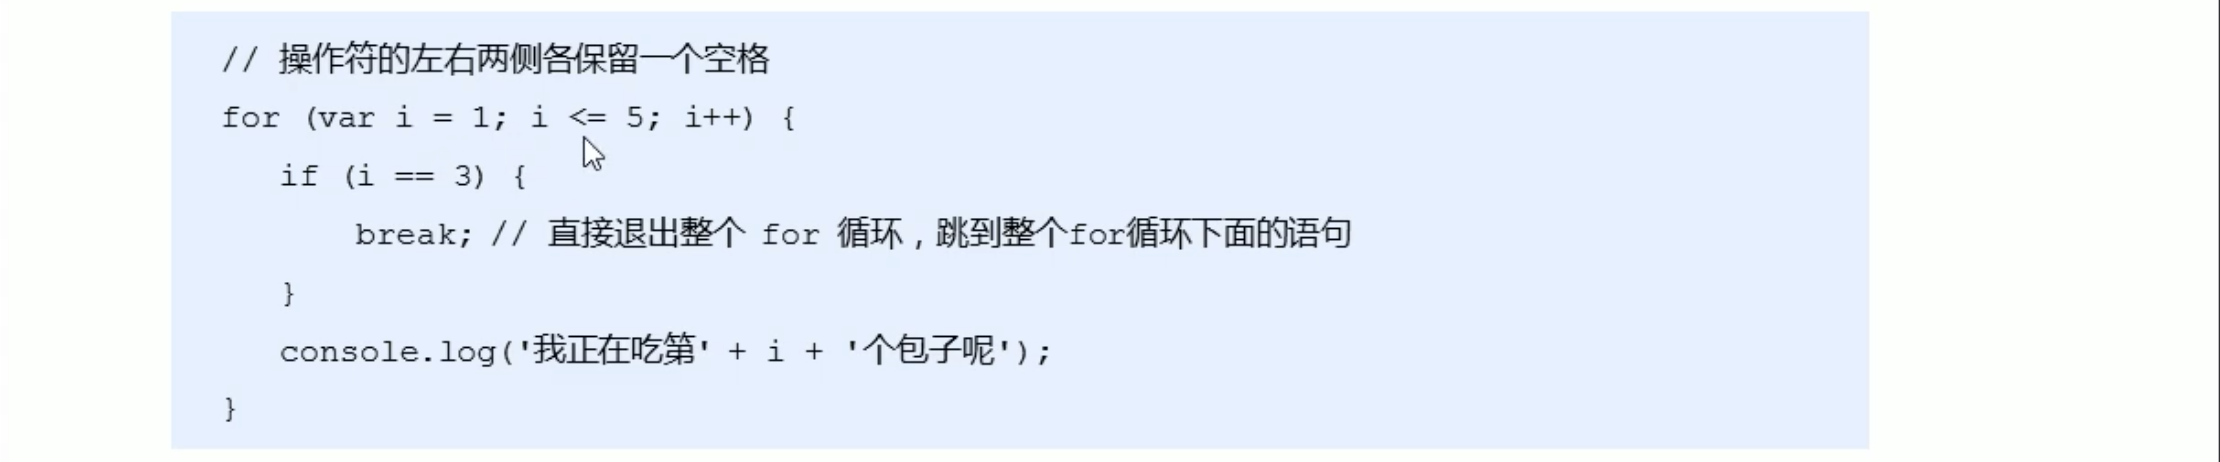 // 操作符的左右两侧各保留一个空格
for (var i = 1; i <= 5; i++) {
   if (i == 3) {
       break; // 直接退出整个 for 循环，跳到整个for循环下面的语句
   }
   console.log('我正在吃第' + i + '个包子呢');
}